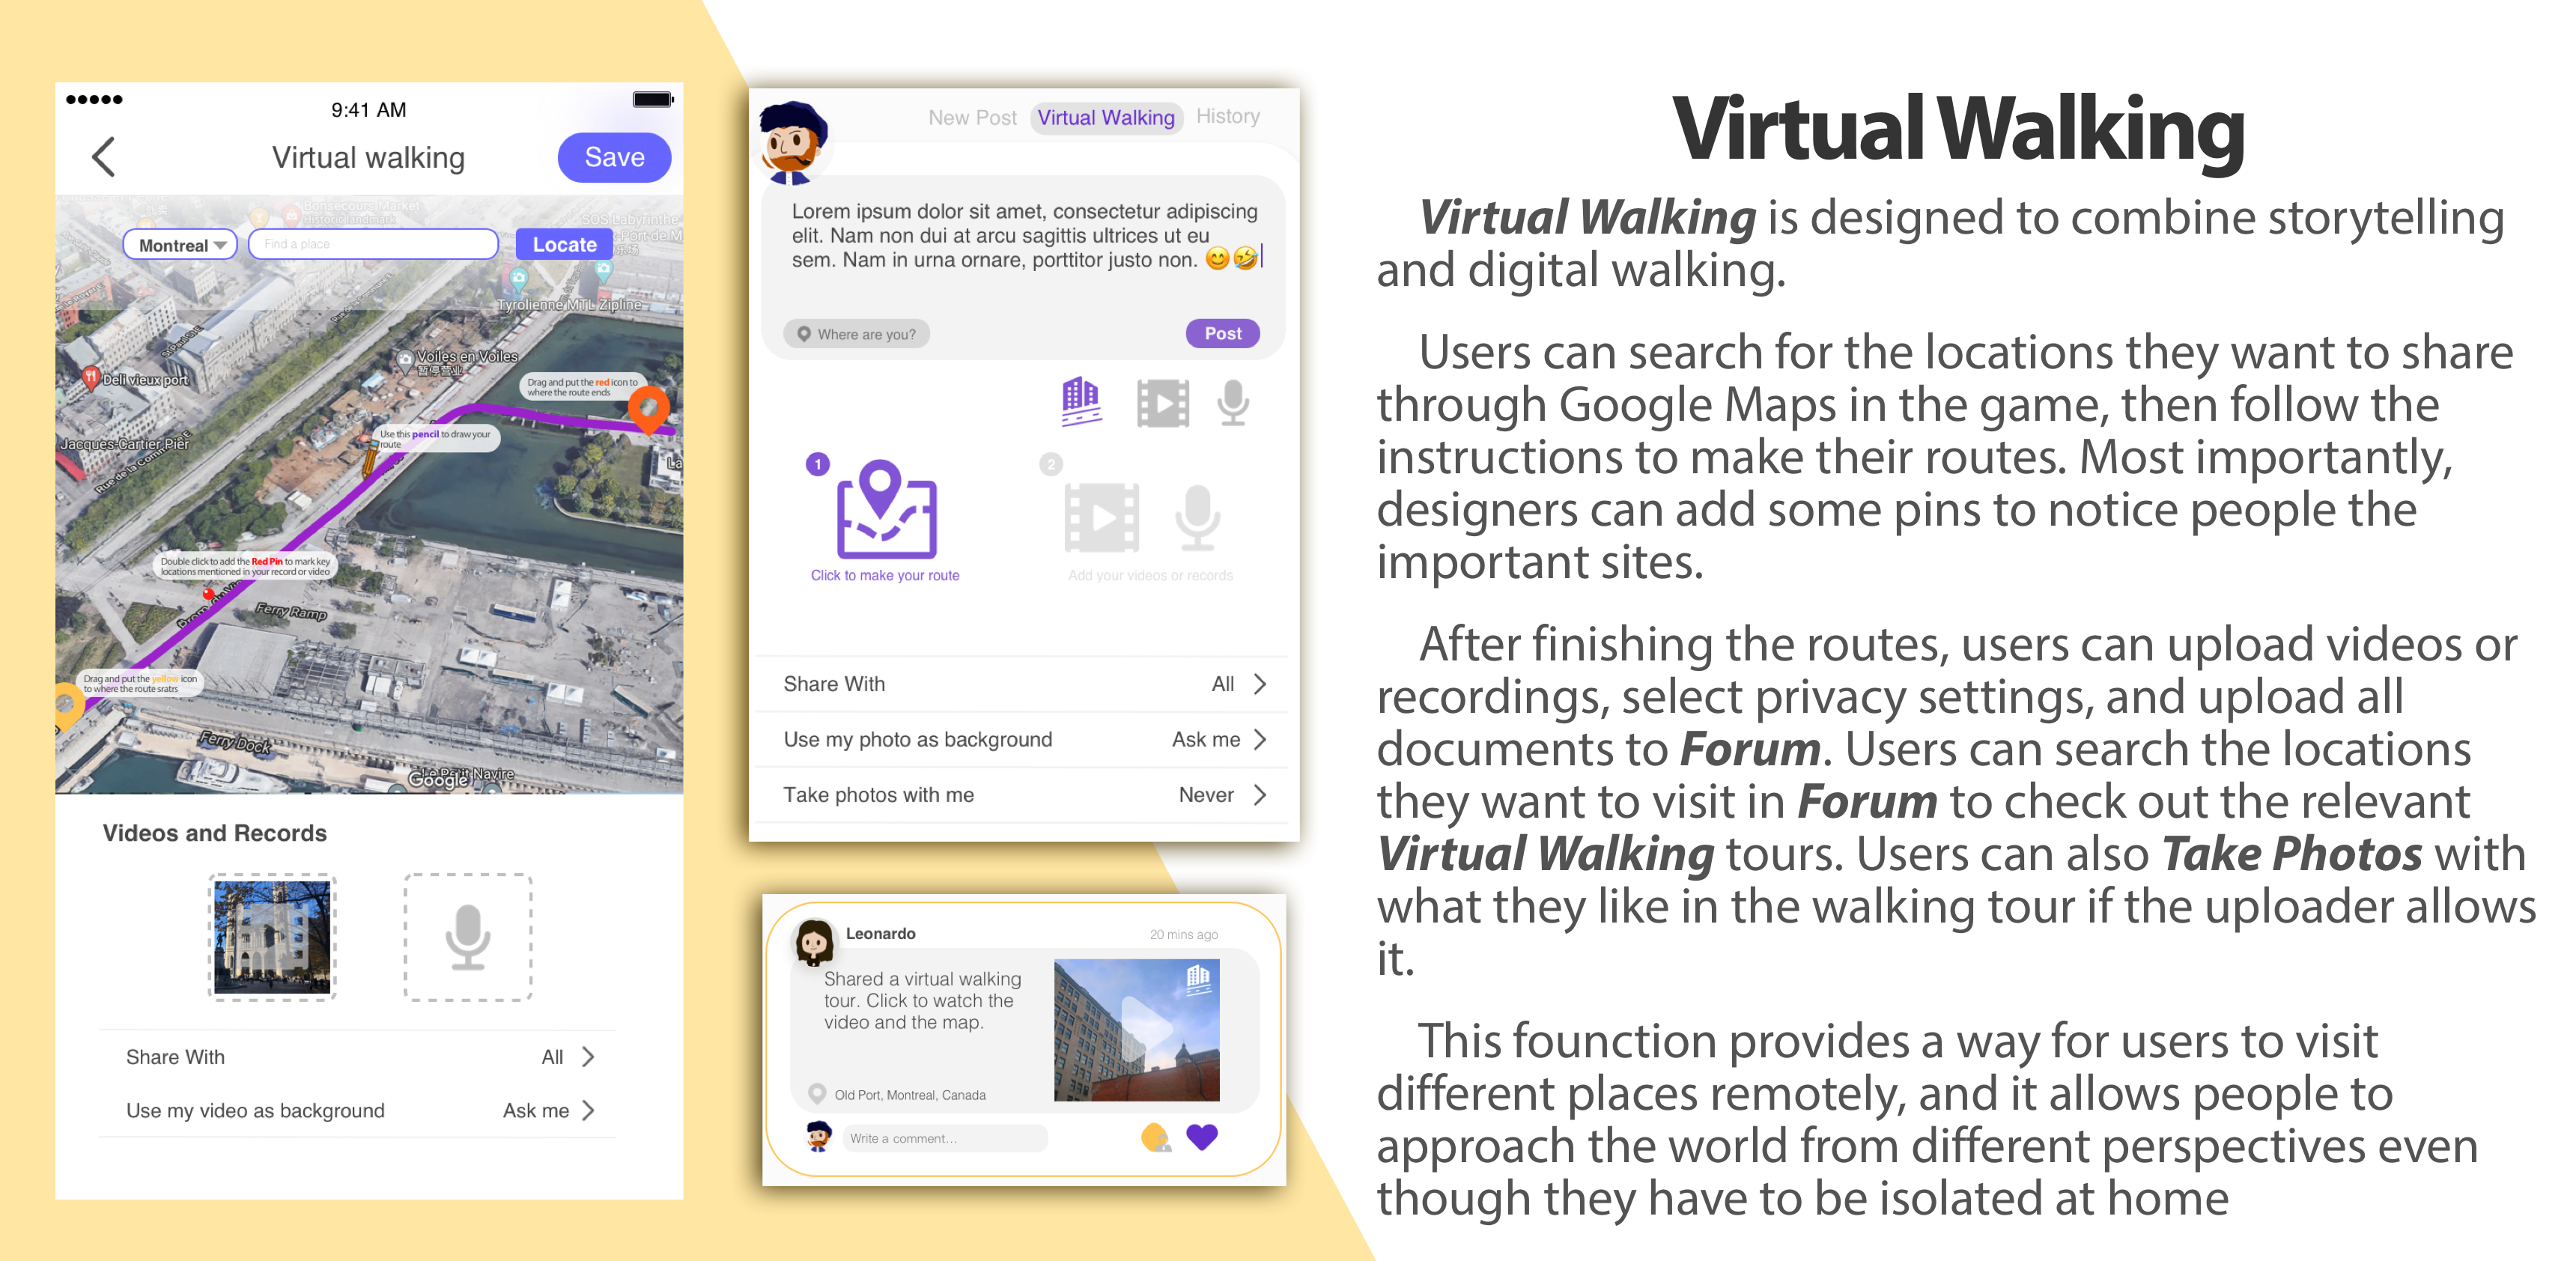 9:41 AM
Virtual walking
Save
Bonsecours Market
Historic landmark
SOS Labyrinthe
Montreal
Find a place
Locate
Tyrolienne MTL Zipline
Voiles en Voiles
暂停营业
Deli vieux port
Drag and put the red icon to
where the route ends
Use this pencil to draw your
route
Jacques-Cartier Pier
Double click to add the Red Pin to mark key
locations mentioned in your record or video
Ferry Ramp
Drag and put the yellow icon
to where the route sratrs
Ferry Dock
Le Petit Navire
Google
Videos and Records
Share With All
Use my video as background Ask me
New Post Virtual Walking History
Lorem ipsum dolor sit amet, consectetur adipiscing
elit. Nam non dui at arcu sagittis ultrices ut eu
sem. Nam in urna ornare, porttitor justo non. 😊🤣
Where are you?
Post
1
2
Click to make your route
Add your videos or records
Share With All
Use my photo as background Ask me
Take photos with me Never
Leonardo
20 mins ago
Shared a virtual walking
tour. Click to watch the
video and the map.
Old Port, Montreal, Canada
Write a comment...
Virtual Walking
Virtual Walking is designed to combine storytelling
and digital walking.
Users can search for the locations they want to share
through Google Maps in the game, then follow the
instructions to make their routes. Most importantly,
designers can add some pins to notice people the
important sites.
After finishing the routes, users can upload videos or
recordings, select privacy settings, and upload all
documents to Forum. Users can search the locations
they want to visit in Forum to check out the relevant
Virtual Walking tours. Users can also Take Photos with
what they like in the walking tour if the uploader allows
it.
This founction provides a way for users to visit
different places remotely, and it allows people to
approach the world from different perspectives even
though they have to be isolated at home